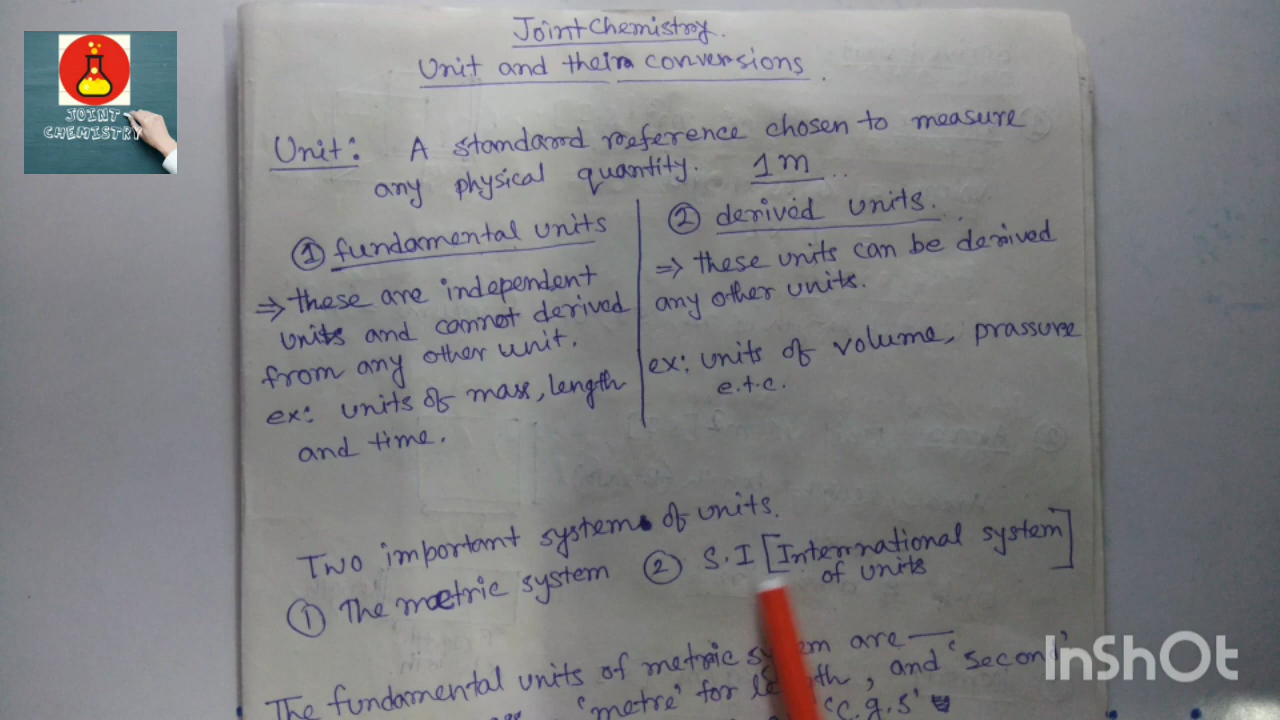 JOINT
CHEMISTRY
Joint Chemistry.
Unit and their conversions
Unit: A standard reference chosen to measure
any physical quantity. 1m
① fundamental units
⇒ these are independent
units and cannot derived
from any other unit.
ex: units of mass, length
and time.
② derived units.
⇒ these units can be derived
any other units.
ex: units of volume, prassure
e.t.c.
Two important system of units.
① The metric system ② S.I [International system
of units]
The fundamental units of metric system are —
'metre' for length, and 'second'
'C.g.s'
InShOt